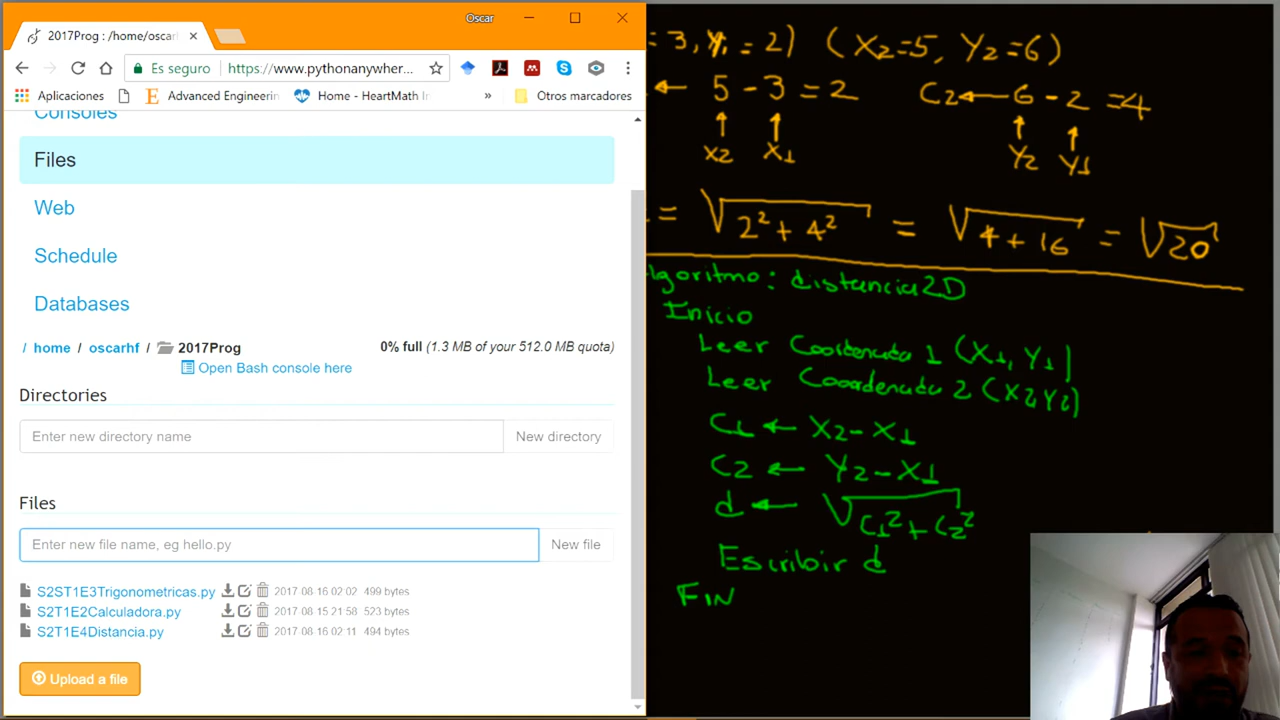 Oscar
2017Prog : /home/oscarl
Es seguro
https://www.pythonanywher...
Aplicaciones
Advanced Engineerin
Home - HeartMath In
»
Otros marcadores
Consoles
Files
Web
Schedule
Databases
/ home / oscarhf / 2017Prog
0% full (1.3 MB of your 512.0 MB quota)
Open Bash console here
Directories
Enter new directory name
New directory
Files
Enter new file name, eg hello.py
New file
S2ST1E3Trigonometricas.py 2017-08-16 02:02 499 bytes
S2T1E2Calculadora.py 2017-08-15 21:58 523 bytes
S2T1E4Distancia.py 2017-08-16 02:11 494 bytes
Upload a file
= 3, Y1 = 2) (X2=5, Y2=6)
← 5 - 3 = 2 C2 ← 6 - 2 = 4
↑ ↑ ↑ ↑
X2 X1 Y2 Y1
= √2² + 4² = √4 + 16 = √20
lgoritmo: distancia2D
Inicio
Leer Coordenada 1 (X1, Y1)
Leer Coordenada 2 (X2 Y2)
C1 ← X2 - X1
C2 ← Y2 - X1
d ← √C1² + C2²
Escribir d
FIN